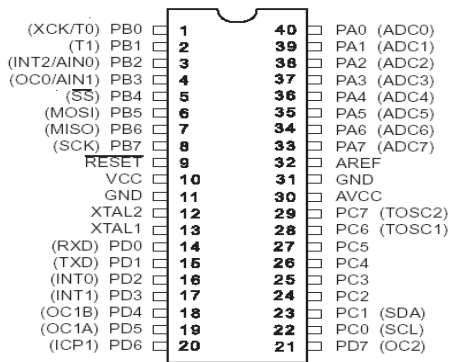 (XCK/T0) PB0 1 40 PA0 (ADC0)
(T1) PB1 2 39 PA1 (ADC1)
(INT2/AIN0) PB2 3 38 PA2 (ADC2)
(OC0/AIN1) PB3 4 37 PA3 (ADC3)
(SS) PB4 5 36 PA4 (ADC4)
(MOSI) PB5 6 35 PA5 (ADC5)
(MISO) PB6 7 34 PA6 (ADC6)
(SCK) PB7 8 33 PA7 (ADC7)
RESET 9 32 AREF
VCC 10 31 GND
GND 11 30 AVCC
XTAL2 12 29 PC7 (TOSC2)
XTAL1 13 28 PC6 (TOSC1)
(RXD) PD0 14 27 PC5
(TXD) PD1 15 26 PC4
(INT0) PD2 16 25 PC3
(INT1) PD3 17 24 PC2
(OC1B) PD4 18 23 PC1 (SDA)
(OC1A) PD5 19 22 PC0 (SCL)
(ICP1) PD6 20 21 PD7 (OC2)